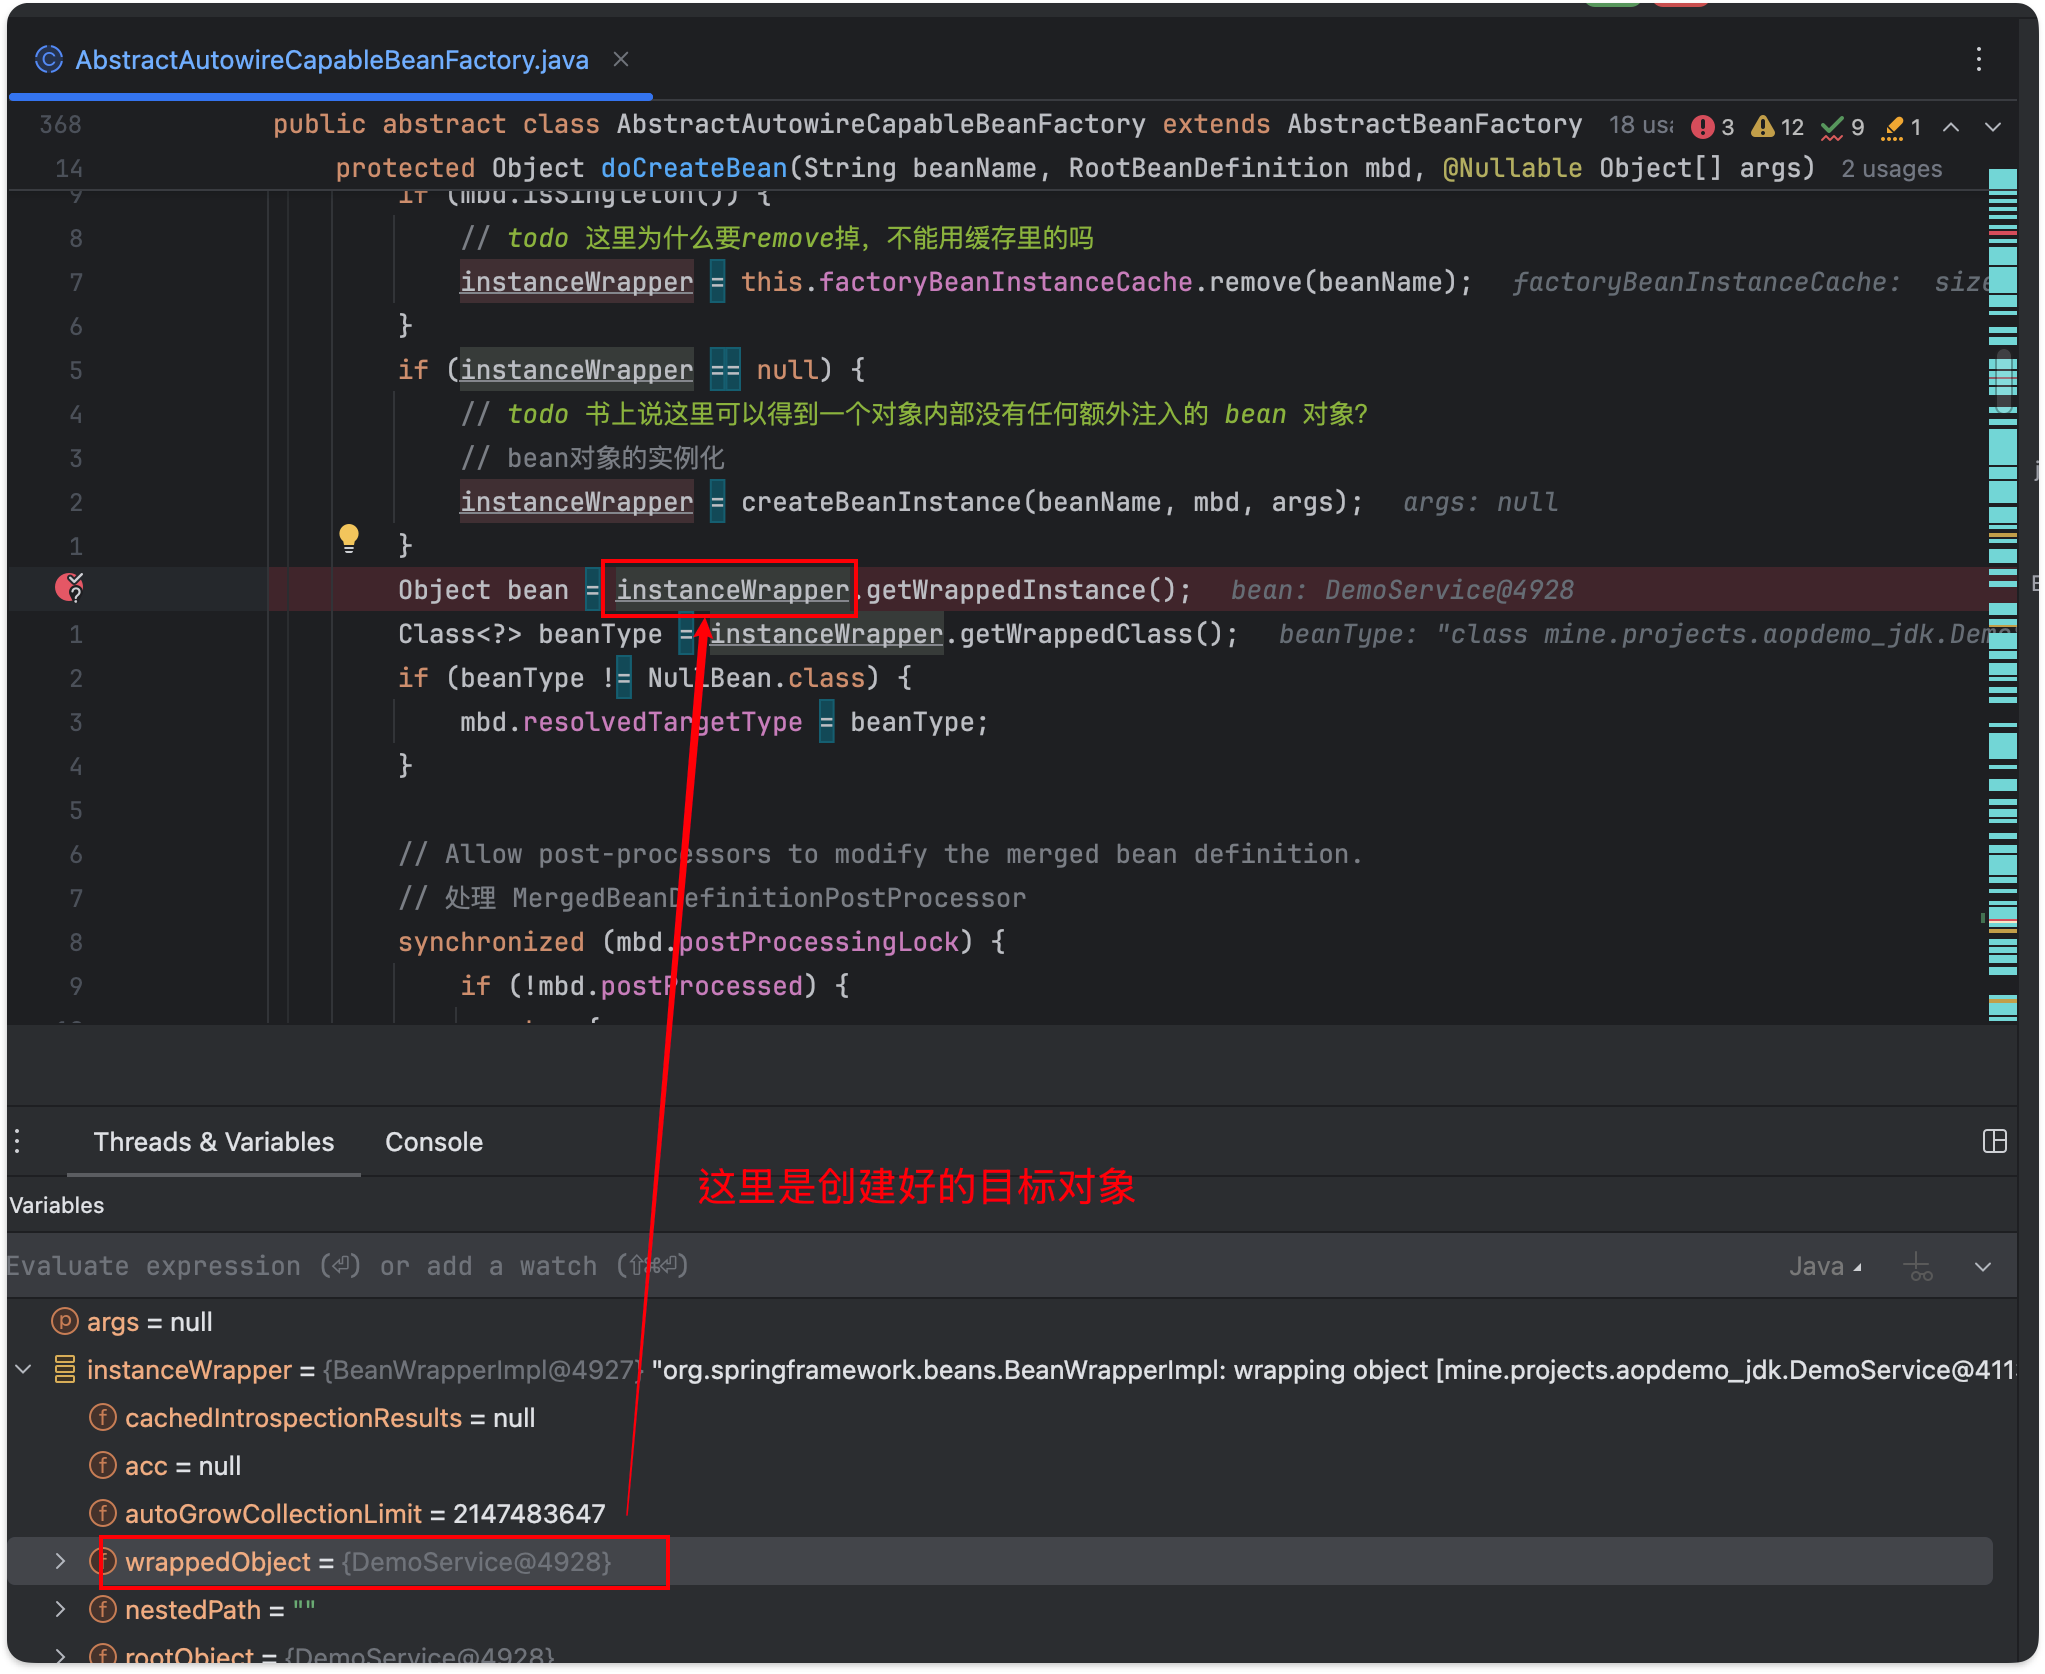 AbstractAutowireCapableBeanFactory.java
368 public abstract class AbstractAutowireCapableBeanFactory extends AbstractBeanFactory 18 3 12 9 1
14 protected Object doCreateBean(String beanName, RootBeanDefinition mbd, @Nullable Object[] args) 2 usages
9 if (mbd.isSingleton()) {
8 // todo 这里为什么要remove掉，不能用缓存里的吗
7 instanceWrapper = this.factoryBeanInstanceCache.remove(beanName); factoryBeanInstanceCache: size
6 }
5 if (instanceWrapper == null) {
4 // todo 书上说这里可以得到一个对象内部没有任何额外注入的 bean 对象？
3 // bean对象的实例化
2 instanceWrapper = createBeanInstance(beanName, mbd, args); args: null
1 }
Object bean = instanceWrapper.getWrappedInstance(); bean: DemoService@4928
1 Class<?> beanType = instanceWrapper.getWrappedClass(); beanType: "class mine.projects.aopdemo_jdk.Demo
2 if (beanType != NullBean.class) {
3 mbd.resolvedTargetType = beanType;
4 }
5
6 // Allow post-processors to modify the merged bean definition.
7 // 处理 MergedBeanDefinitionPostProcessor
8 synchronized (mbd.postProcessingLock) {
9 if (!mbd.postProcessed) {
Threads & Variables Console
这里是创建好的目标对象
Variables
Evaluate expression (⏎) or add a watch (⇧⌘⏎) Java
args = null
instanceWrapper = {BeanWrapperImpl@4927} "org.springframework.beans.BeanWrapperImpl: wrapping object [mine.projects.aopdemo_jdk.DemoService@411
cachedIntrospectionResults = null
acc = null
autoGrowCollectionLimit = 2147483647
wrappedObject = {DemoService@4928}
nestedPath = ""
rootObject = {DemoService@4928}